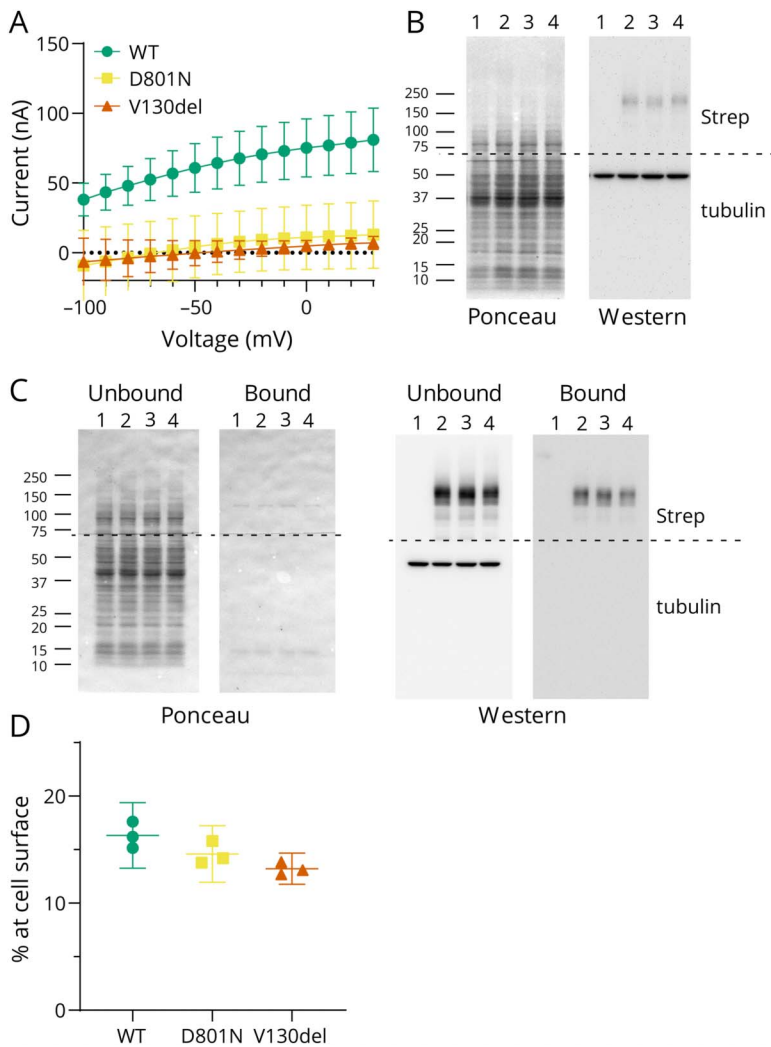 A
WT
D801N
V130del
150
100
50
0
Current (nA)
−100
−50
0
Voltage (mV)
B
1 2 3 4
1 2 3 4
250
150
100
75
50
37
25
20
15
10
Strep
tubulin
Ponceau
Western
C
Unbound
Bound
1 2 3 4
1 2 3 4
250
150
100
75
50
37
25
20
15
10
Ponceau
Unbound
Bound
1 2 3 4
1 2 3 4
Strep
tubulin
Western
D
20
10
0
% at cell surface
WT
D801N
V130del